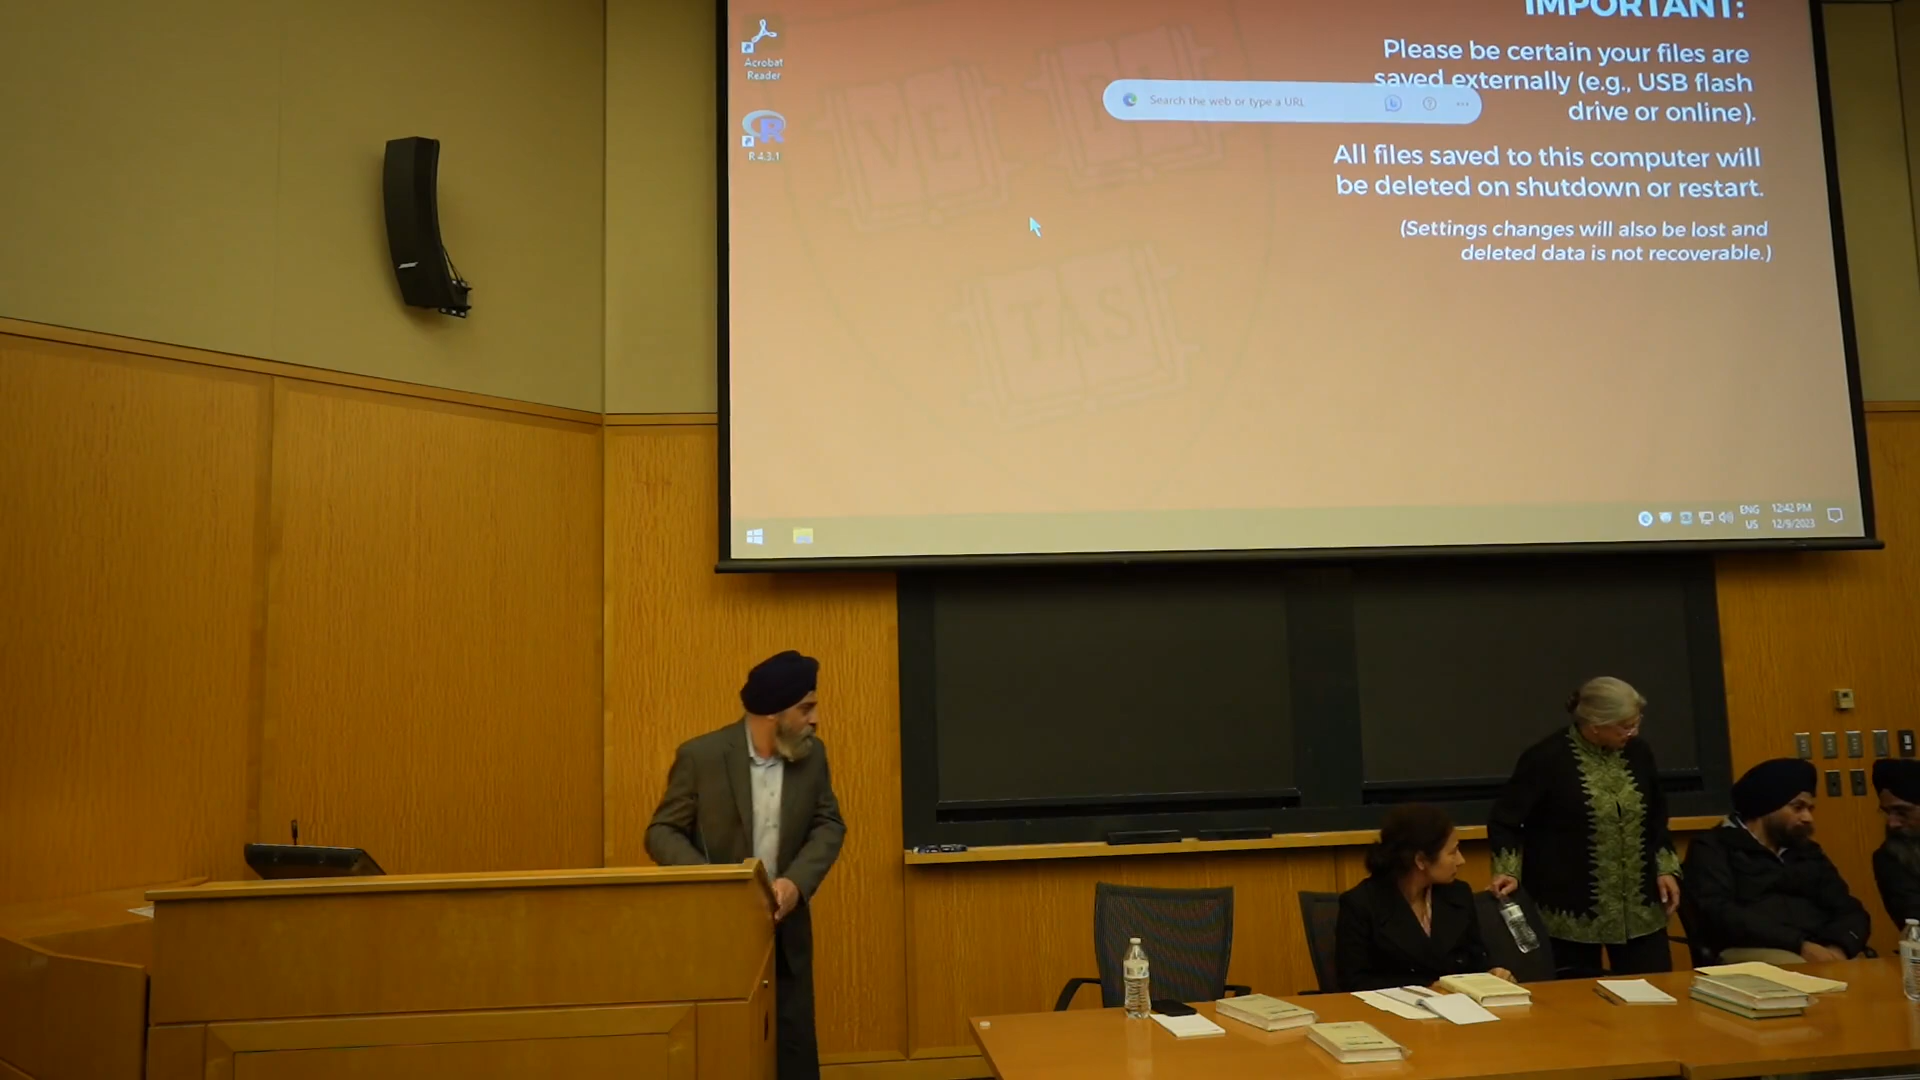 IMPORTANT:
Acrobat
Reader
Please be certain your files are
saved externally (e.g., USB flash
drive or online).
Search the web or type a URL
R 4.3.1
All files saved to this computer will
be deleted on shutdown or restart.
(Settings changes will also be lost and
deleted data is not recoverable.)
VE
TAS
ENG
US
12:42 PM
12/9/2023